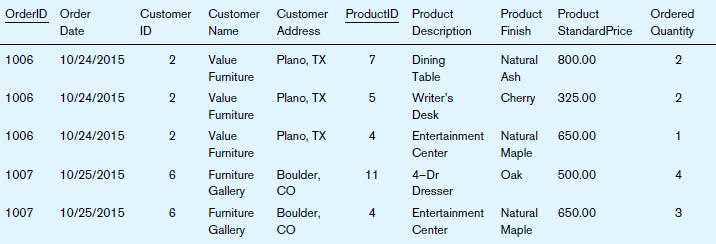 OrderID Order Customer Customer Customer ProductID Product Product Product Ordered
Date ID Name Address Description Finish StandardPrice Quantity
1006 10/24/2015 2 Value Plano, TX 7 Dining Natural 800.00 2
Furniture Table Ash
1006 10/24/2015 2 Value Plano, TX 5 Writer's Cherry 325.00 2
Furniture Desk
1006 10/24/2015 2 Value Plano, TX 4 Entertainment Natural 650.00 1
Furniture Center Maple
1007 10/25/2015 6 Furniture Boulder, 11 4–Dr Oak 500.00 4
Gallery CO Dresser
1007 10/25/2015 6 Furniture Boulder, 4 Entertainment Natural 650.00 3
Gallery CO Center Maple